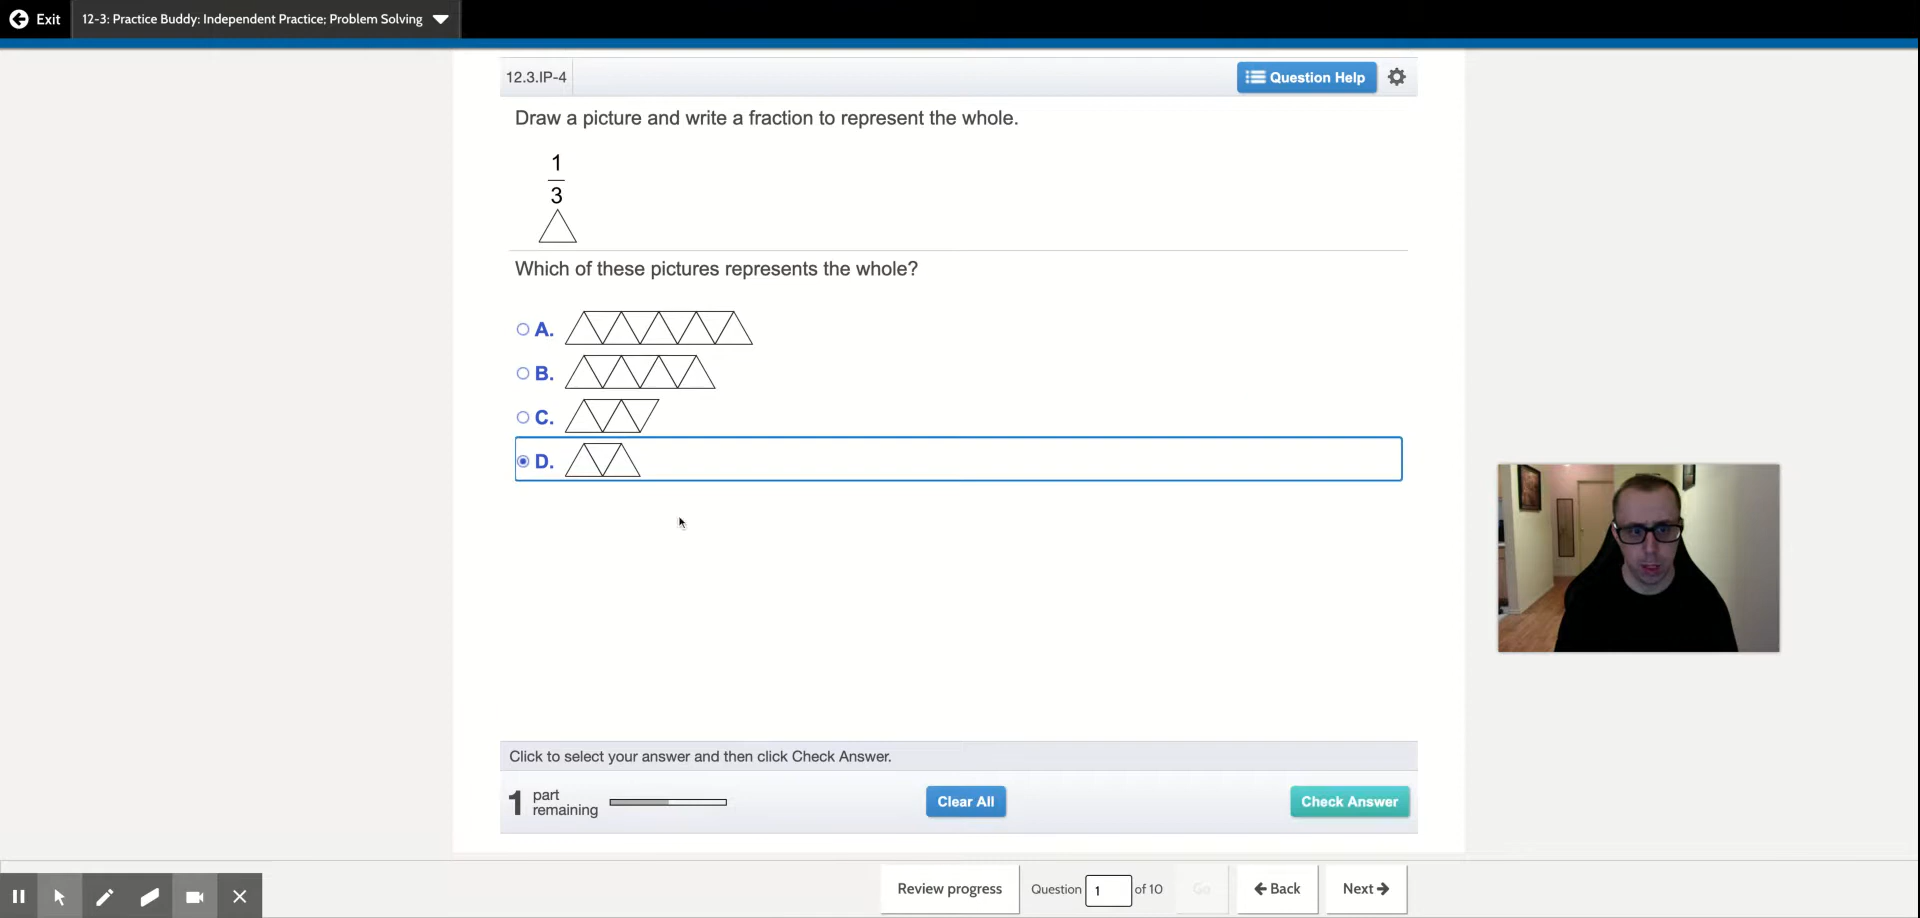 Exit 12-3: Practice Buddy: Independent Practice; Problem Solving
12.3.IP-4 Question Help
Draw a picture and write a fraction to represent the whole.
1
3
Which of these pictures represents the whole?
A.
B.
C.
D.
Click to select your answer and then click Check Answer.
1 part remaining Clear All Check Answer
Review progress Question 1 of 10 Go Back Next